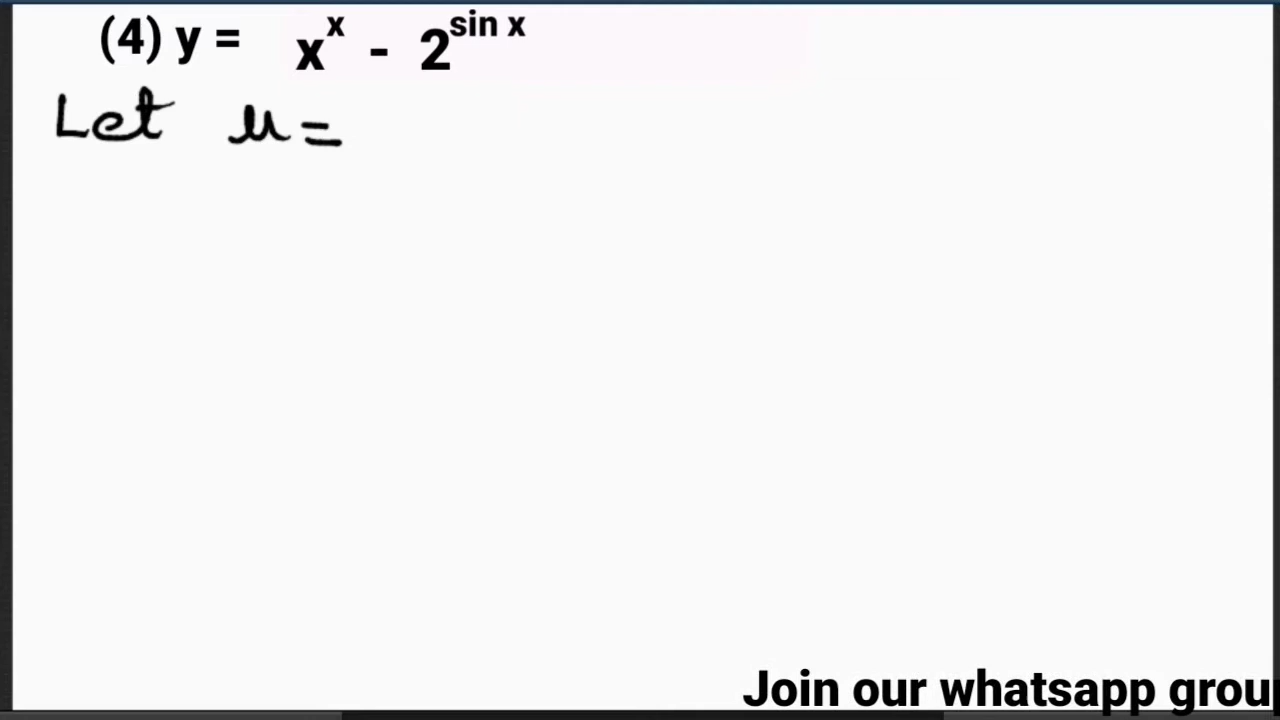 (4) y = x^x - 2^sin x
Let u =
Join our whatsapp grou